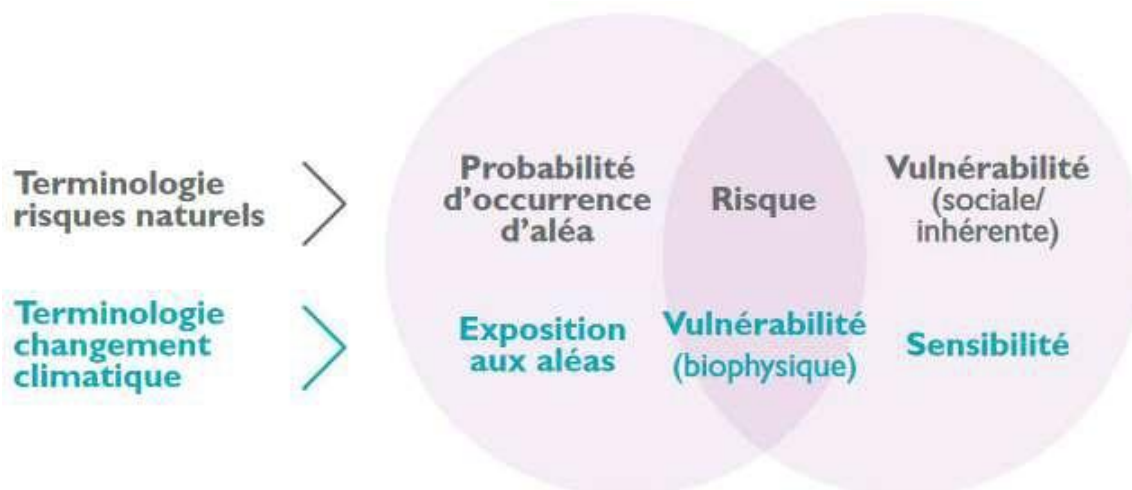 Terminologie
risques naturels
Probabilité
d'occurrence
d'aléa
Risque
Vulnérabilité
(sociale/
inhérente)
Terminologie
changement
climatique
Exposition
aux aléas
Vulnérabilité
(biophysique)
Sensibilité